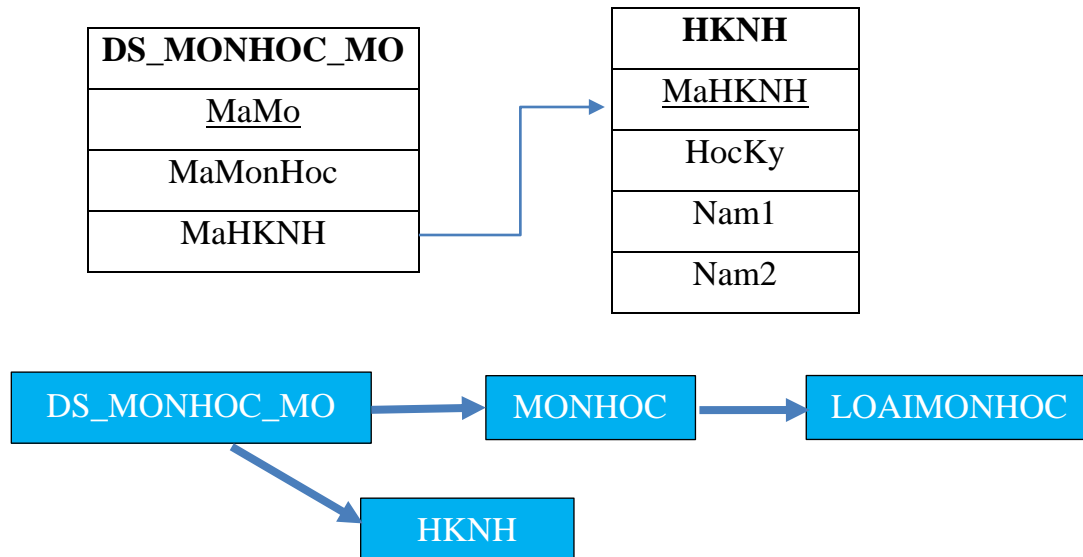 DS_MONHOC_MO
MaMo
MaMonHoc
MaHKNH
HKNH
MaHKNH
HocKy
Nam1
Nam2
DS_MONHOC_MO
MONHOC
LOAIMONHOC
HKNH